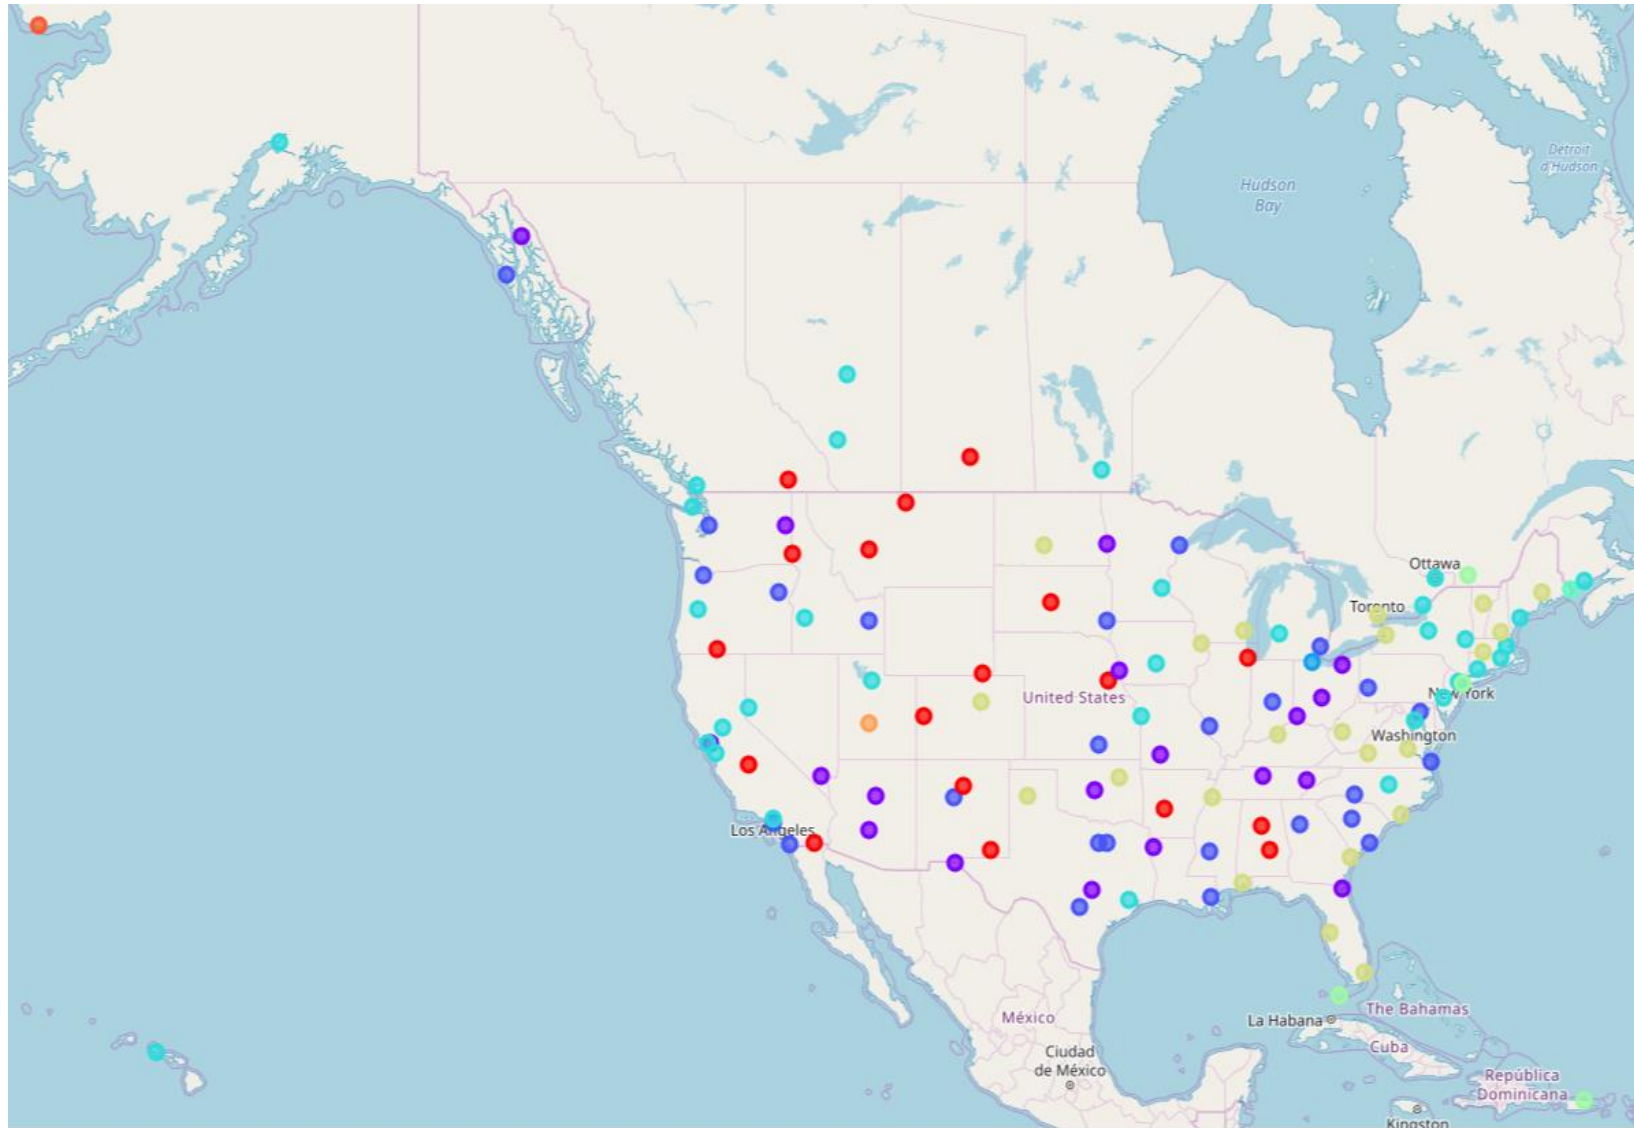 Détroit
d'Hudson
Hudson
Bay
Ottawa
Toronto
United States
New York
Washington
Los Angeles
México
Ciudad
de México
La Habana
The Bahamas
Cuba
República
Dominicana
Kingston